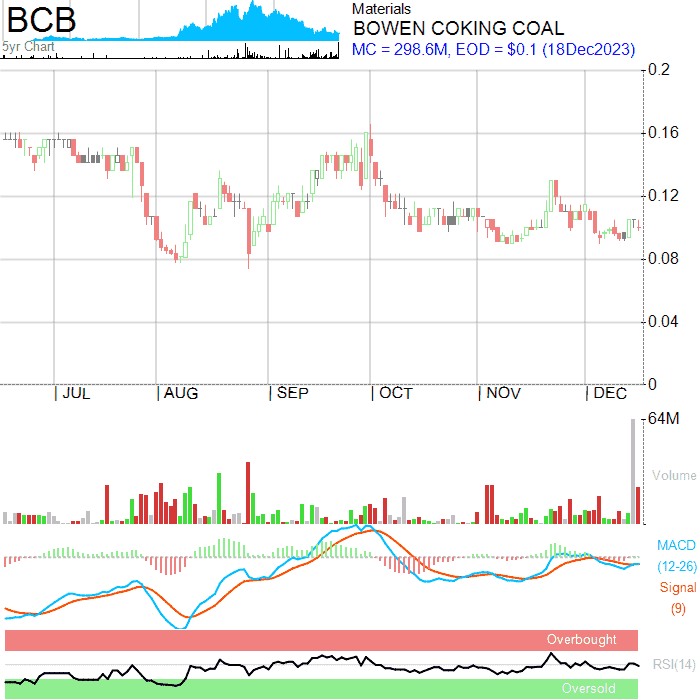 BCB
5yr Chart
Materials
BOWEN COKING COAL
MC = 298.6M, EOD = $0.1 (18Dec2023)
0.2
0.16
0.12
0.08
0.04
0
JUL AUG SEP OCT NOV DEC
64M
Volume
MACD
(12-26)
Signal
(9)
Overbought
RSI(14)
Oversold